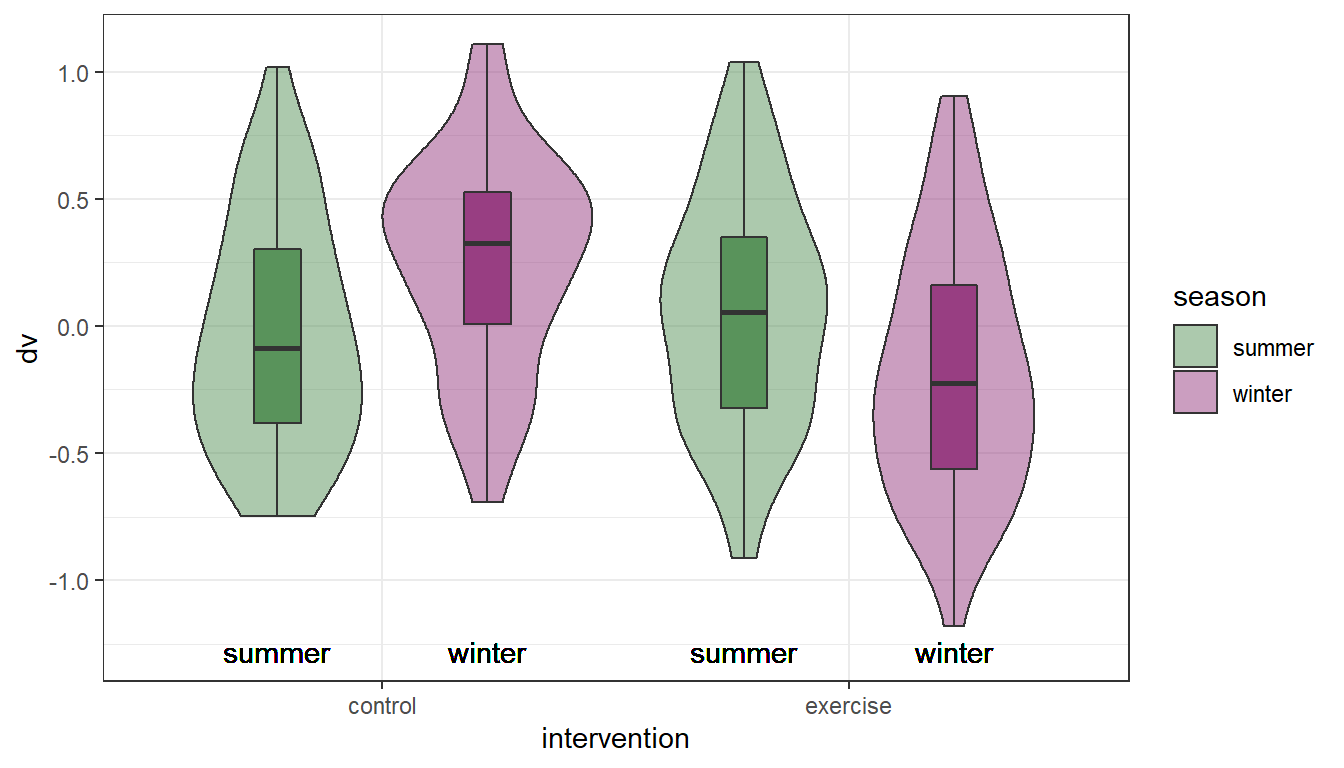 dv
1.0
0.5
0.0
-0.5
-1.0
summer winter summer winter
control exercise
intervention
season
summer
winter